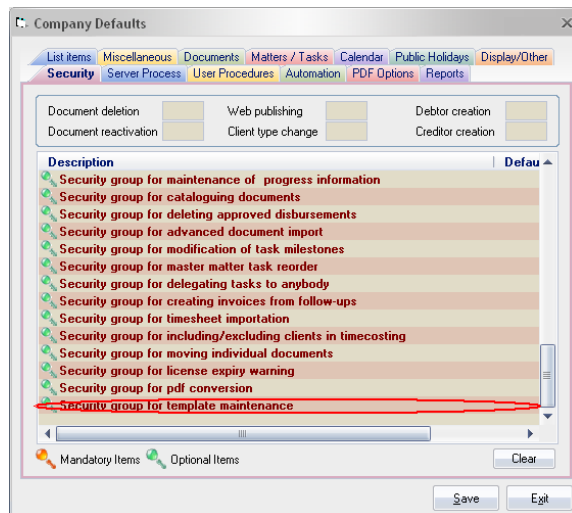 Company Defaults
List items Miscellaneous Documents Matters / Tasks Calendar Public Holidays Display/Other
Security Server Process User Procedures Automation PDF Options Reports
Document deletion Web publishing Debtor creation
Document reactivation Client type change Creditor creation
Description Defau
Security group for maintenance of progress information
Security group for cataloguing documents
Security group for deleting approved disbursements
Security group for advanced document import
Security group for modification of task milestones
Security group for master matter task reorder
Security group for delegating tasks to anybody
Security group for creating invoices from follow-ups
Security group for timesheet importation
Security group for including/excluding clients in timecosting
Security group for moving individual documents
Security group for license expiry warning
Security group for pdf conversion
Security group for template maintenance
Mandatory Items Optional Items Clear
Save Exit